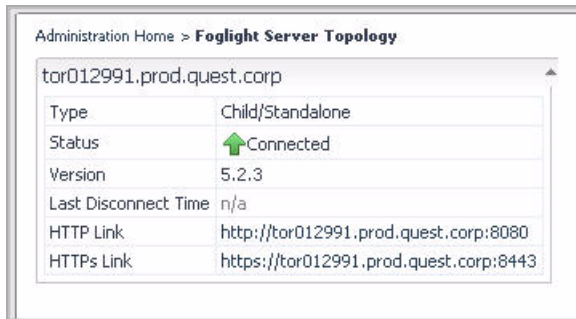 Administration Home > Foglight Server Topology
tor012991.prod.quest.corp
Type Child/Standalone
Status Connected
Version 5.2.3
Last Disconnect Time n/a
HTTP Link http://tor012991.prod.quest.corp:8080
HTTPs Link https://tor012991.prod.quest.corp:8443